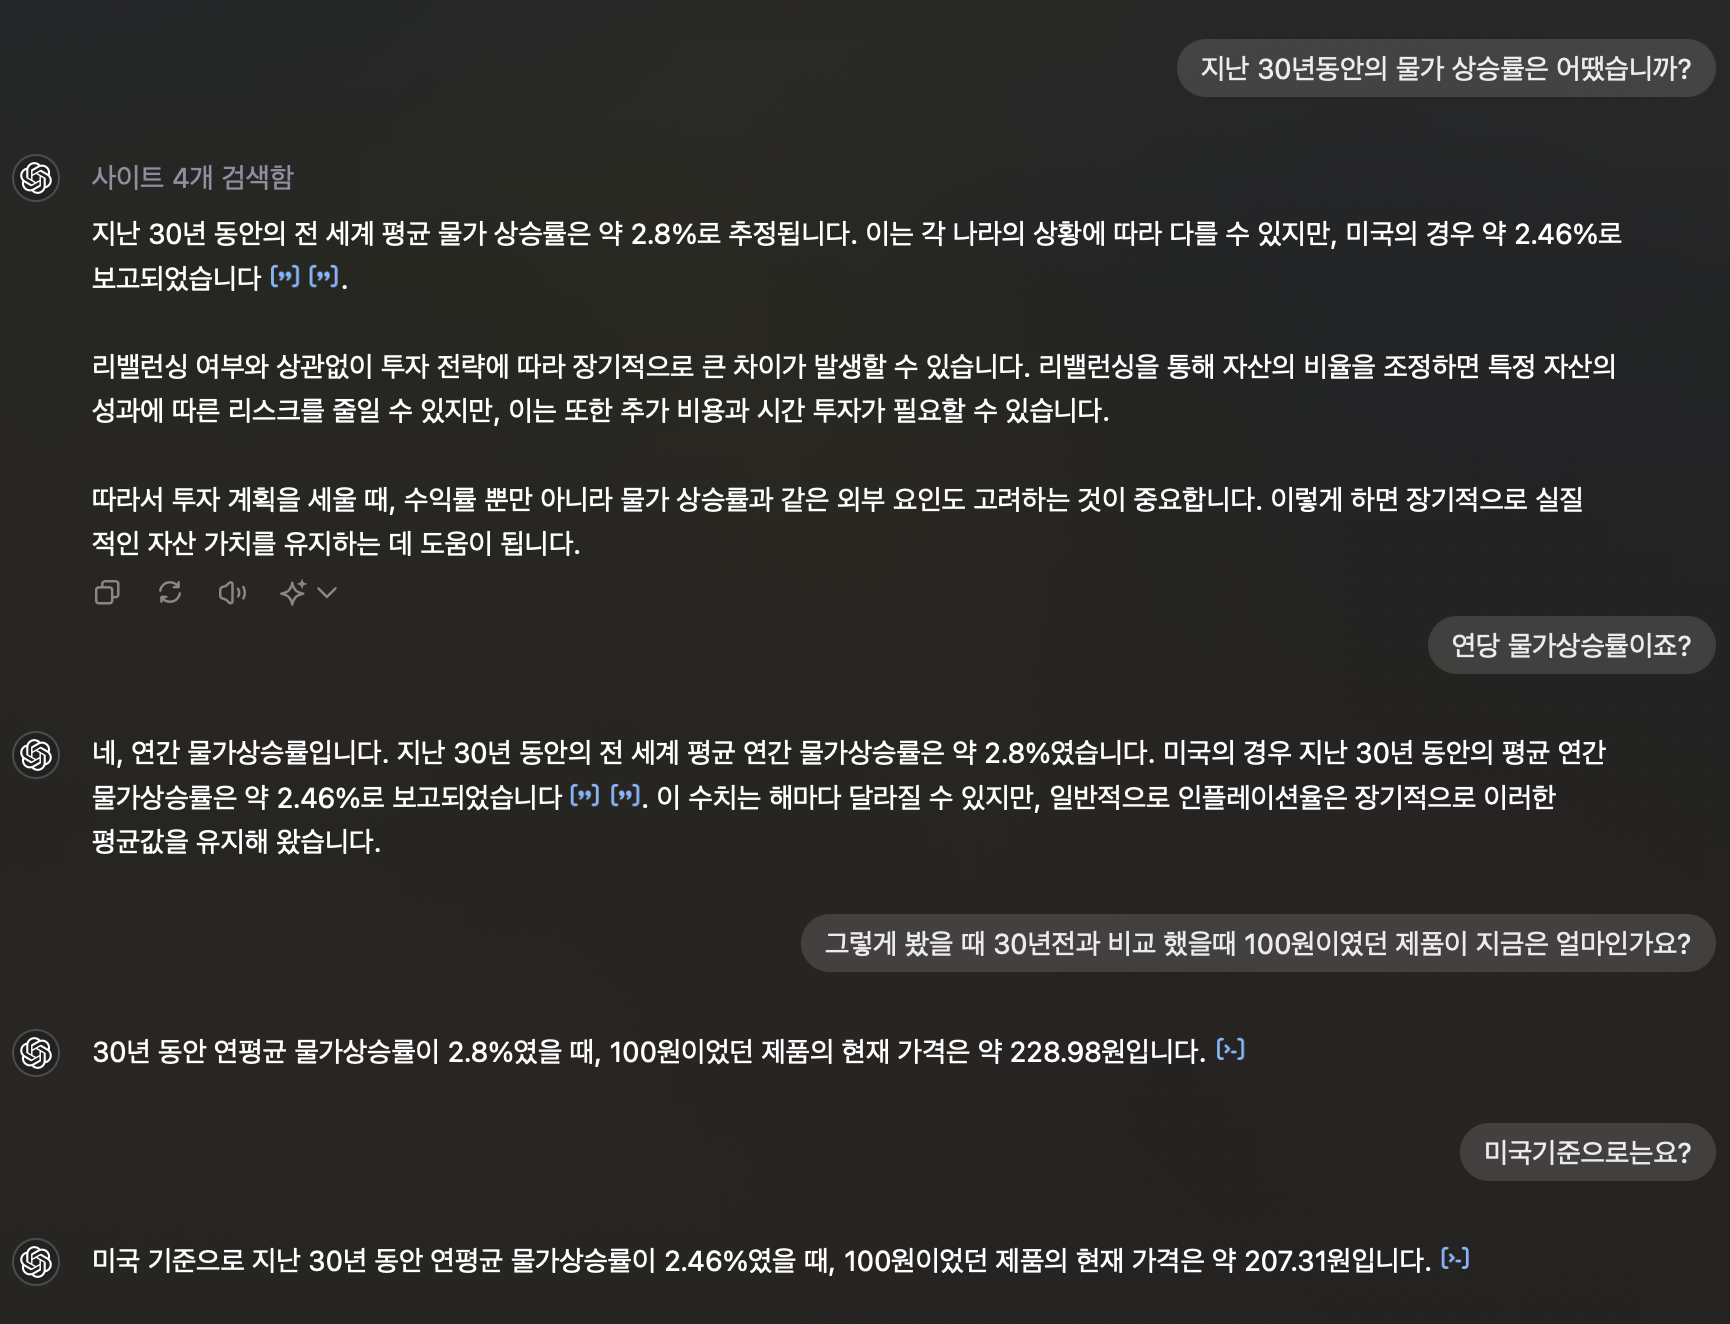 지난 30년동안의 물가 상승률은 어땠습니까?
사이트 4개 검색함
지난 30년 동안의 전 세계 평균 물가 상승률은 약 2.8%로 추정됩니다. 이는 각 나라의 상황에 따라 다를 수 있지만, 미국의 경우 약 2.46%로
보고되었습니다 [”] [”].
리밸런싱 여부와 상관없이 투자 전략에 따라 장기적으로 큰 차이가 발생할 수 있습니다. 리밸런싱을 통해 자산의 비율을 조정하면 특정 자산의
성과에 따른 리스크를 줄일 수 있지만, 이는 또한 추가 비용과 시간 투자가 필요할 수 있습니다.
따라서 투자 계획을 세울 때, 수익률 뿐만 아니라 물가 상승률과 같은 외부 요인도 고려하는 것이 중요합니다. 이렇게 하면 장기적으로 실질
적인 자산 가치를 유지하는 데 도움이 됩니다.
연당 물가상승률이죠?
네, 연간 물가상승률입니다. 지난 30년 동안의 전 세계 평균 연간 물가상승률은 약 2.8%였습니다. 미국의 경우 지난 30년 동안의 평균 연간
물가상승률은 약 2.46%로 보고되었습니다 [”] [”]. 이 수치는 해마다 달라질 수 있지만, 일반적으로 인플레이션율은 장기적으로 이러한
평균값을 유지해 왔습니다.
그렇게 봤을 때 30년전과 비교 했을때 100원이였던 제품이 지금은 얼마인가요?
30년 동안 연평균 물가상승률이 2.8%였을 때, 100원이었던 제품의 현재 가격은 약 228.98원입니다. [>-]
미국기준으로는요?
미국 기준으로 지난 30년 동안 연평균 물가상승률이 2.46%였을 때, 100원이었던 제품의 현재 가격은 약 207.31원입니다. [>-]